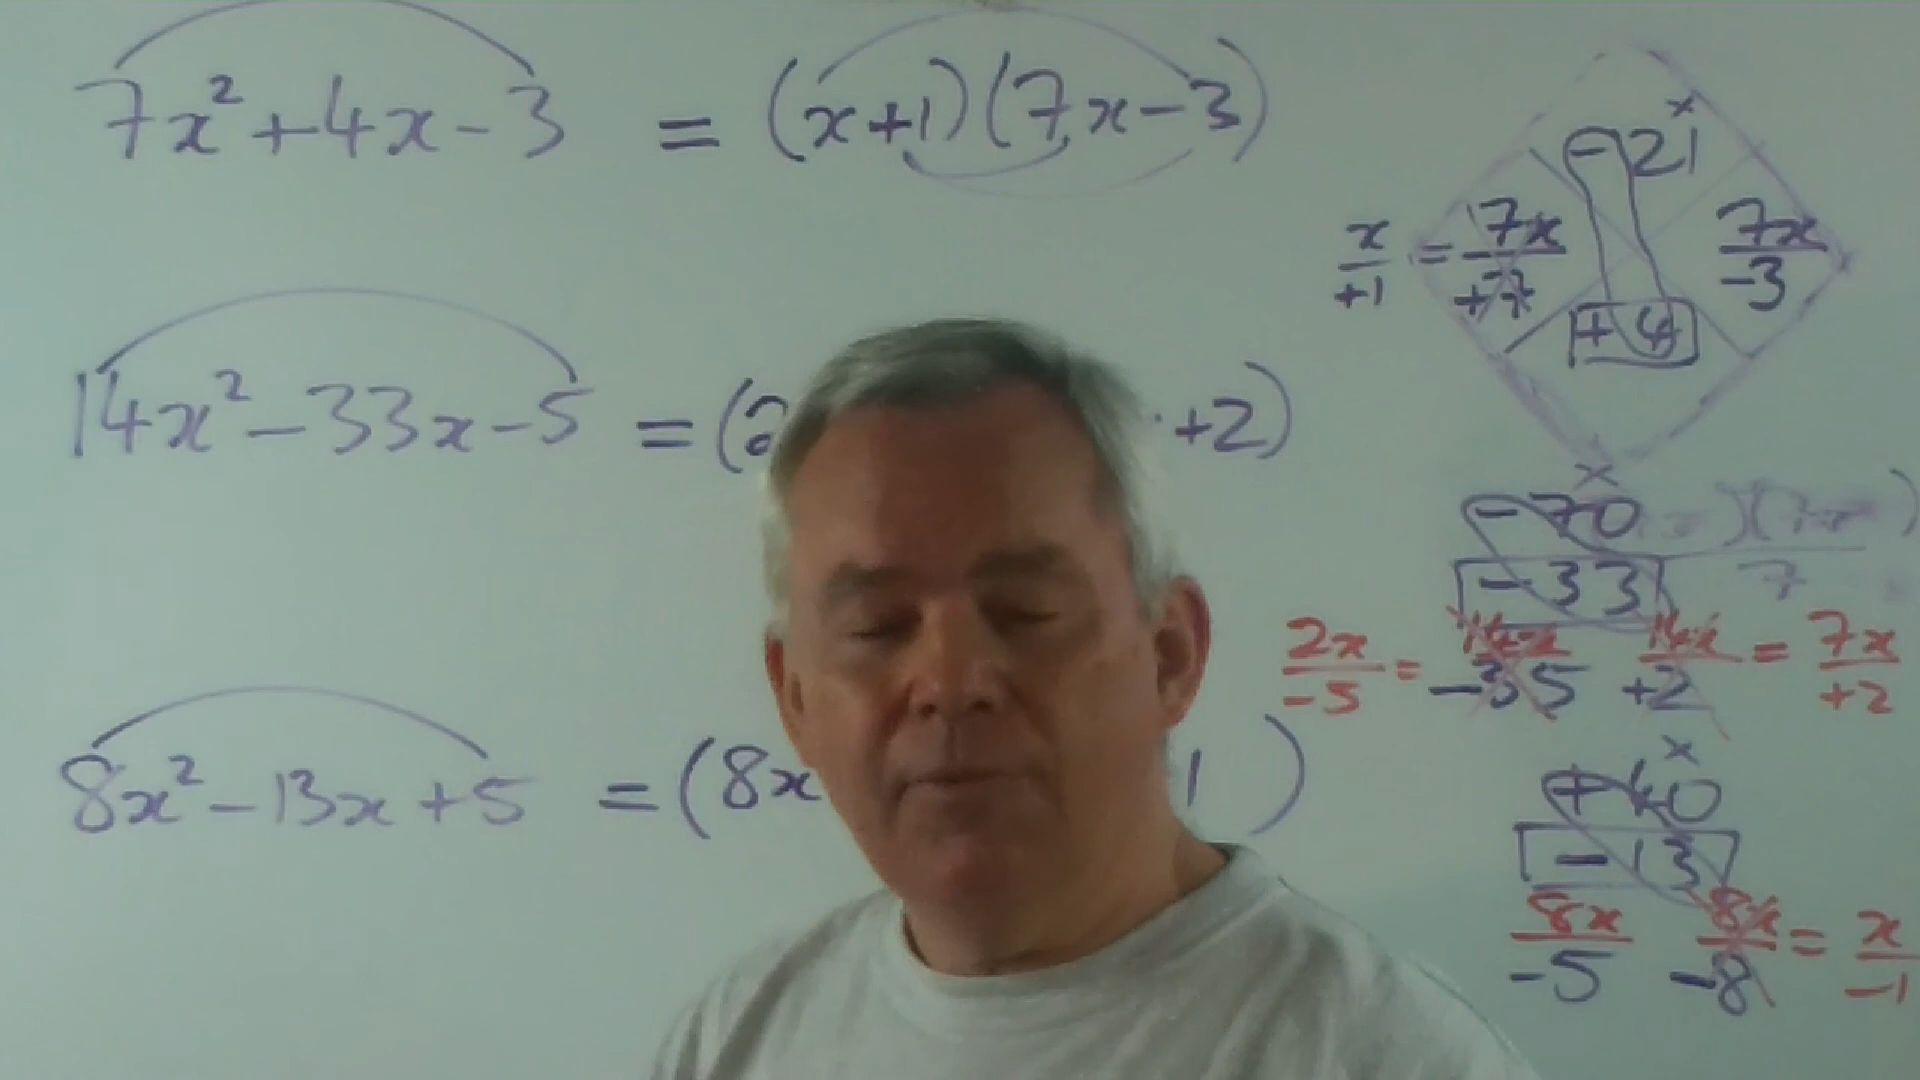 7x² + 4x - 3 = (x+1)(7x-3)
14x² - 33x - 5 = (2 +2)
8x² - 13x + 5 = (8x 1)
x
-21
x/+1 = 7x/+7 7x/-3
+4
x
-70
-33 7
2x/-5 = 14x/-35 14x/+2 = 7x/+2
x
+40
-13
8x/-5 8x/-8 = x/-1